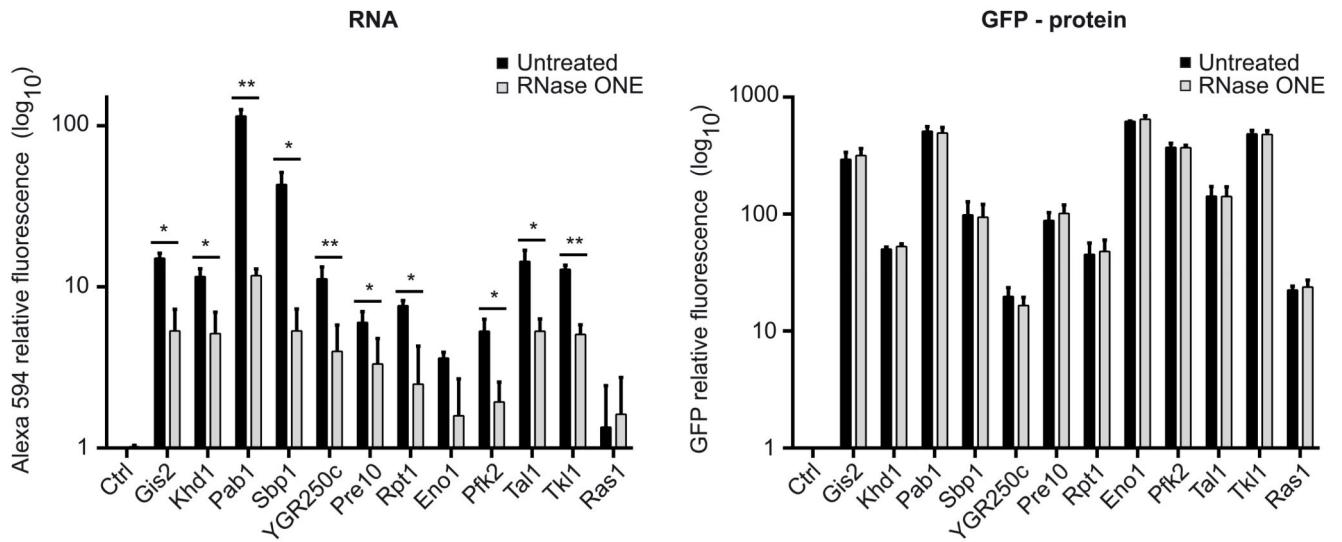 RNA
Untreated
RNase ONE
Alexa 594 relative fluorescence (log10)
100
10
1
** 
*
*
*
**
*
*
*
*
**
Ctrl
Gis2
Khd1
Pab1
Sbp1
YGR250c
Pre10
Rpt1
Eno1
Pfk2
Tal1
Tkl1
Ras1
GFP - protein
Untreated
RNase ONE
GFP relative fluorescence (log10)
1000
100
10
1
Ctrl
Gis2
Khd1
Pab1
Sbp1
YGR250c
Pre10
Rpt1
Eno1
Pfk2
Tal1
Tkl1
Ras1